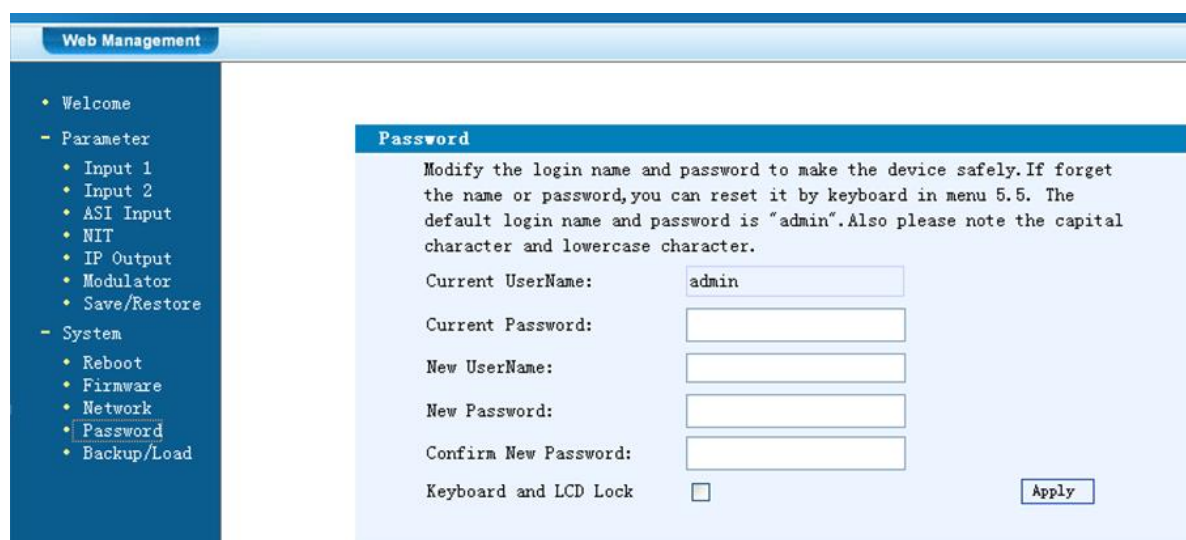 Web Management
Welcome
Parameter
Input 1
Input 2
ASI Input
NIT
IP Output
Modulator
Save/Restore
System
Reboot
Firmware
Network
Password
Backup/Load
Password
Modify the login name and password to make the device safely.If forget
the name or password,you can reset it by keyboard in menu 5.5. The
default login name and password is "admin".Also please note the capital
character and lowercase character.
Current UserName: admin
Current Password:
New UserName:
New Password:
Confirm New Password:
Keyboard and LCD Lock Apply